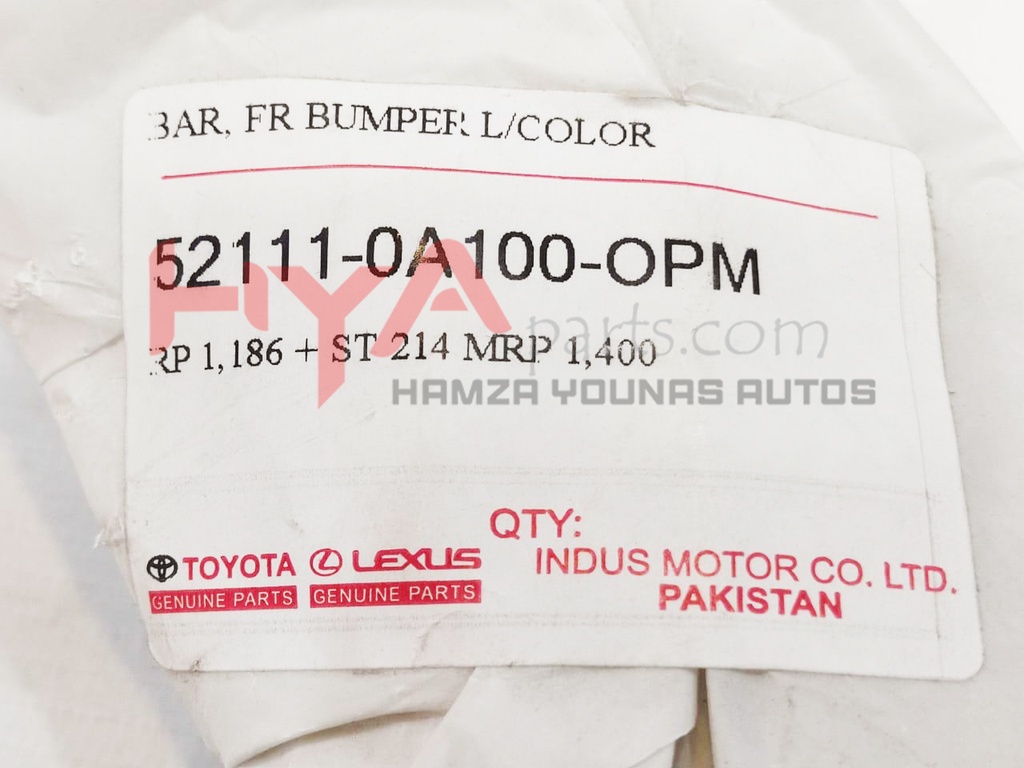 BAR, FR BUMPER L/COLOR
52111-0A100-OPM
HYA parts.com
RP 1,186 + ST 214 MRP 1,400
HAMZA YOUNAS AUTOS
QTY:
TOYOTA LEXUS INDUS MOTOR CO. LTD.
GENUINE PARTS GENUINE PARTS PAKISTAN